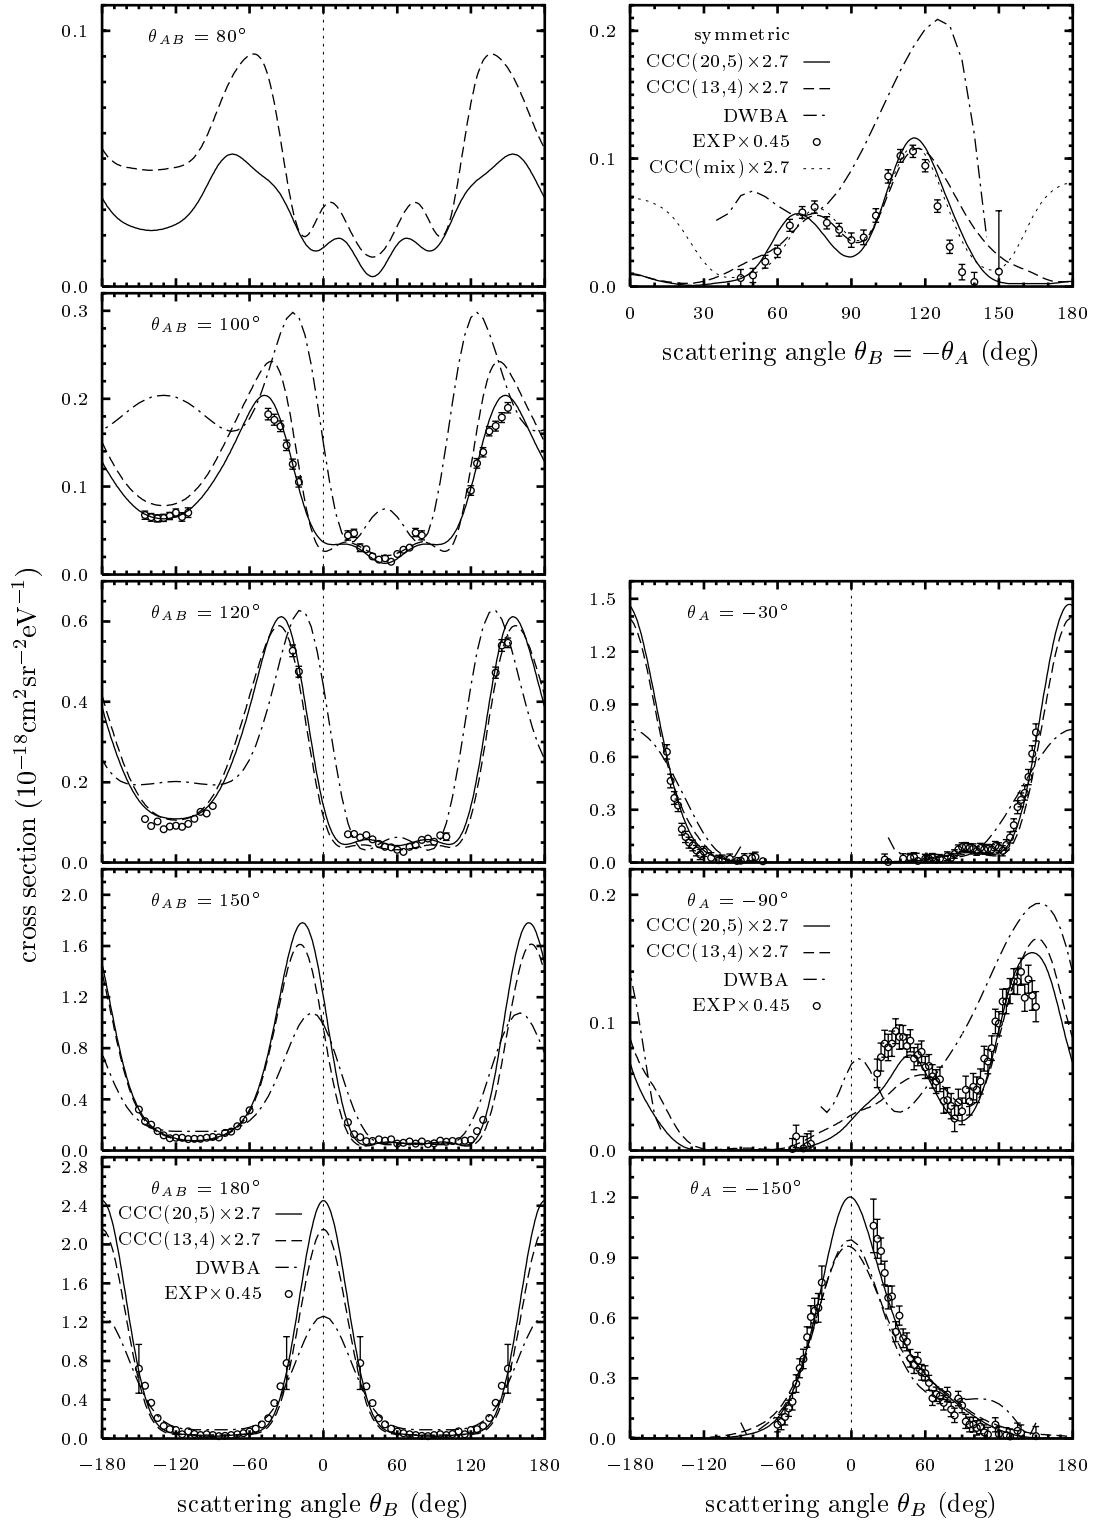 θ_AB = 80°
0.1
0.0
symmetric
CCC(20,5)×2.7
CCC(13,4)×2.7
DWBA
EXP×0.45
CCC(mix)×2.7
0.2
0.1
0.0
0 30 60 90 120 150 180
scattering angle θ_B = −θ_A (deg)
θ_AB = 100°
0.3
0.2
0.1
0.0
cross section (10⁻¹⁸cm²sr⁻²eV⁻¹)
θ_AB = 120°
0.6
0.4
0.2
0.0
θ_A = −30°
1.5
1.2
0.9
0.6
0.3
0.0
θ_AB = 150°
2.0
1.6
1.2
0.8
0.4
0.0
θ_A = −90°
CCC(20,5)×2.7
CCC(13,4)×2.7
DWBA
EXP×0.45
0.2
0.1
0.0
θ_AB = 180°
CCC(20,5)×2.7
CCC(13,4)×2.7
DWBA
EXP×0.45
2.8
2.4
2.0
1.6
1.2
0.8
0.4
0.0
−180 −120 −60 0 60 120 180
scattering angle θ_B (deg)
θ_A = −150°
1.2
0.9
0.6
0.3
0.0
−180 −120 −60 0 60 120 180
scattering angle θ_B (deg)